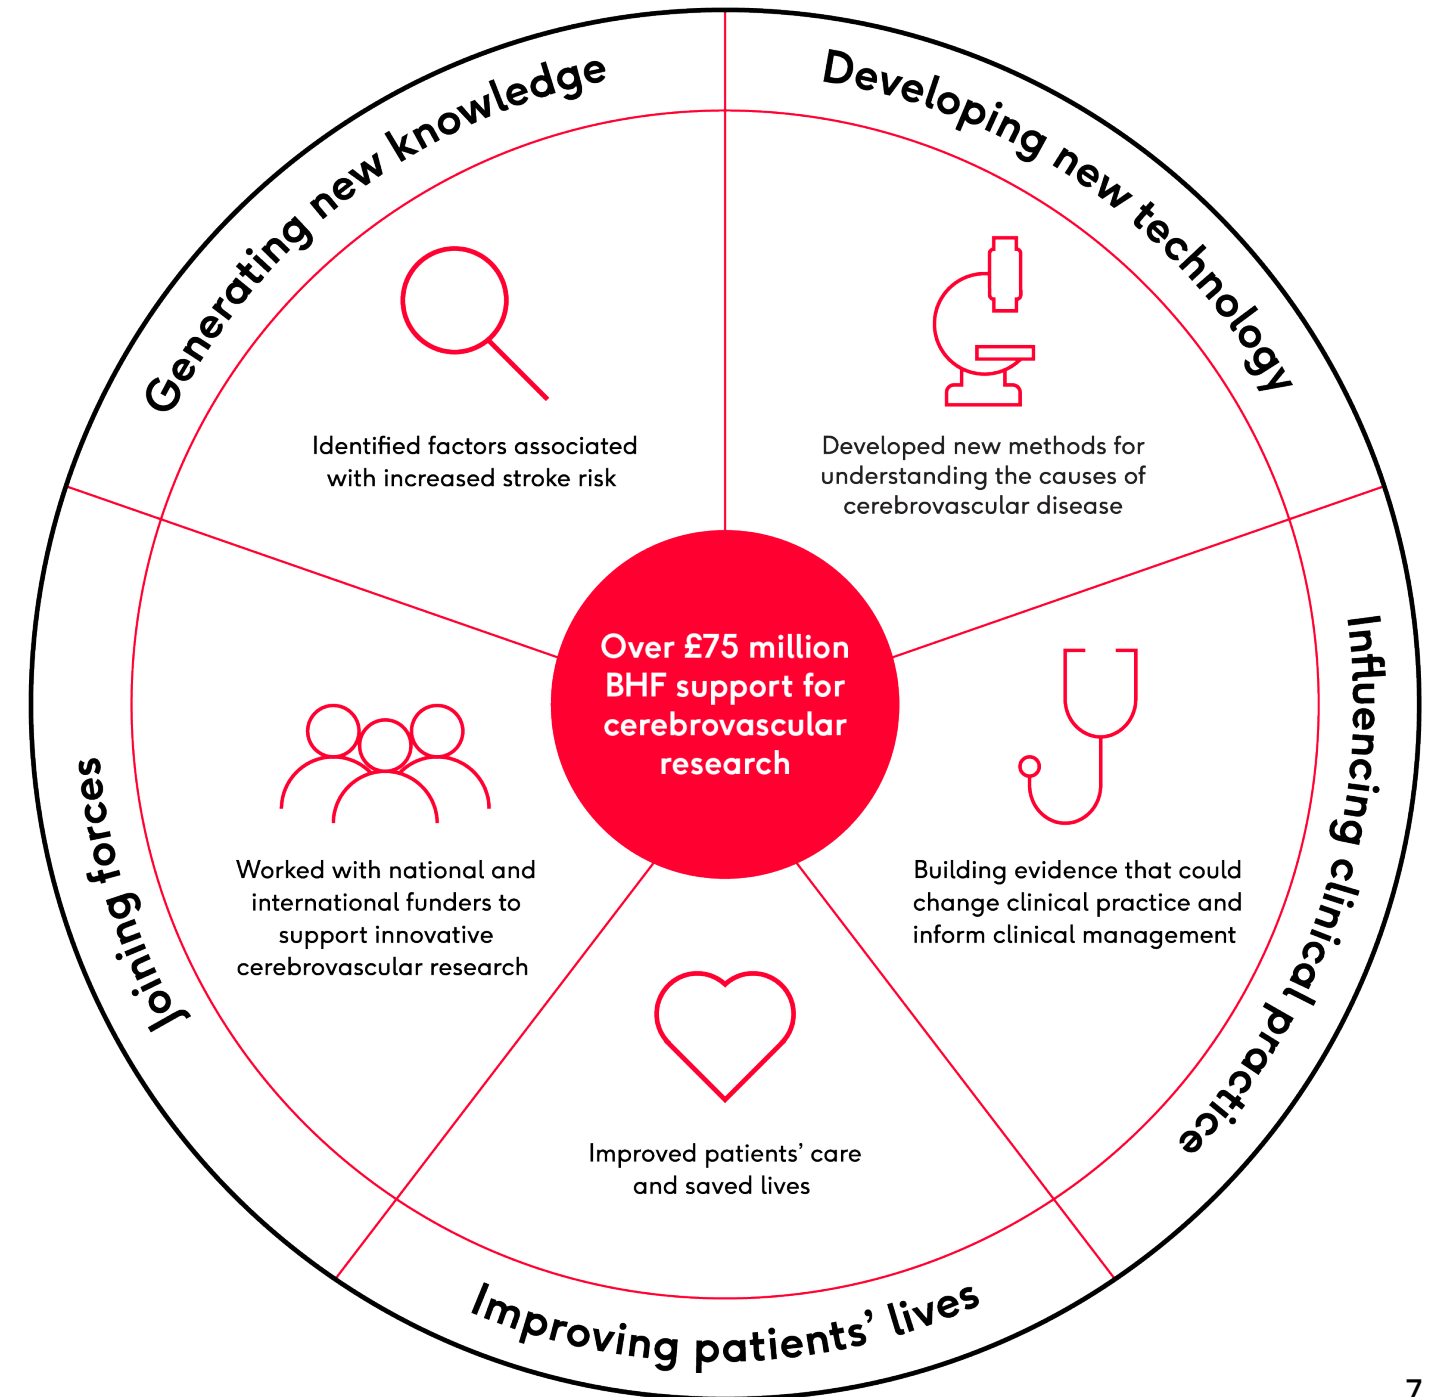 Generating new knowledge
Identified factors associated
with increased stroke risk
Developing new technology
Developed new methods for
understanding the causes of
cerebrovascular disease
Over £75 million
BHF support for
cerebrovascular
research
Influencing clinical practice
Building evidence that could
change clinical practice and
inform clinical management
Joining forces
Worked with national and
international funders to
support innovative
cerebrovascular research
Improved patients’ care
and saved lives
Improving patients’ lives
7